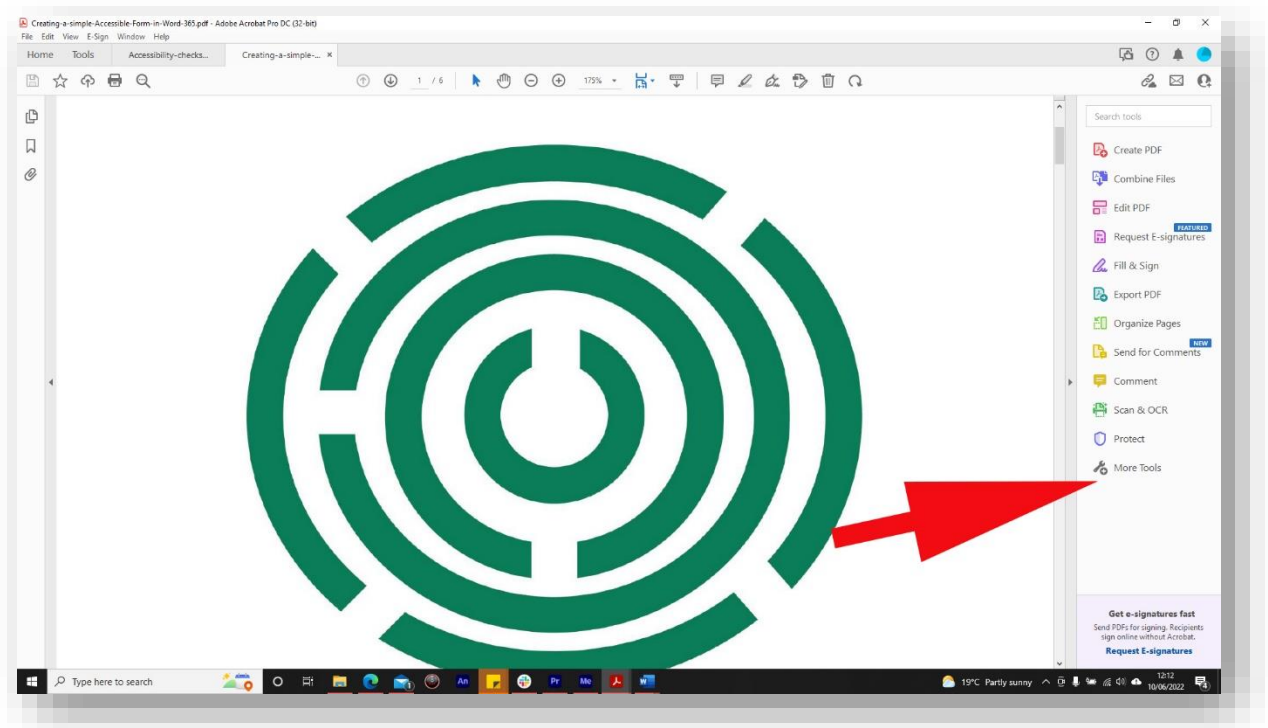 Creating-a-simple-Accessible-Form-in-Word-365.pdf - Adobe Acrobat Pro DC (32-bit)
File Edit View E-Sign Window Help
Home Tools Accessibility-checks... Creating-a-simple-... ×
1 / 6 175%
Search tools
Create PDF
Combine Files
Edit PDF
FEATURED
Request E-signatures
Fill & Sign
Export PDF
Organize Pages
NEW
Send for Comments
Comment
Scan & OCR
Protect
More Tools
Get e-signatures fast
Send PDFs for signing. Recipients
sign online without Acrobat.
Request E-signatures
Type here to search An Pr Me W 19°C Partly sunny 12:12
10/06/2022